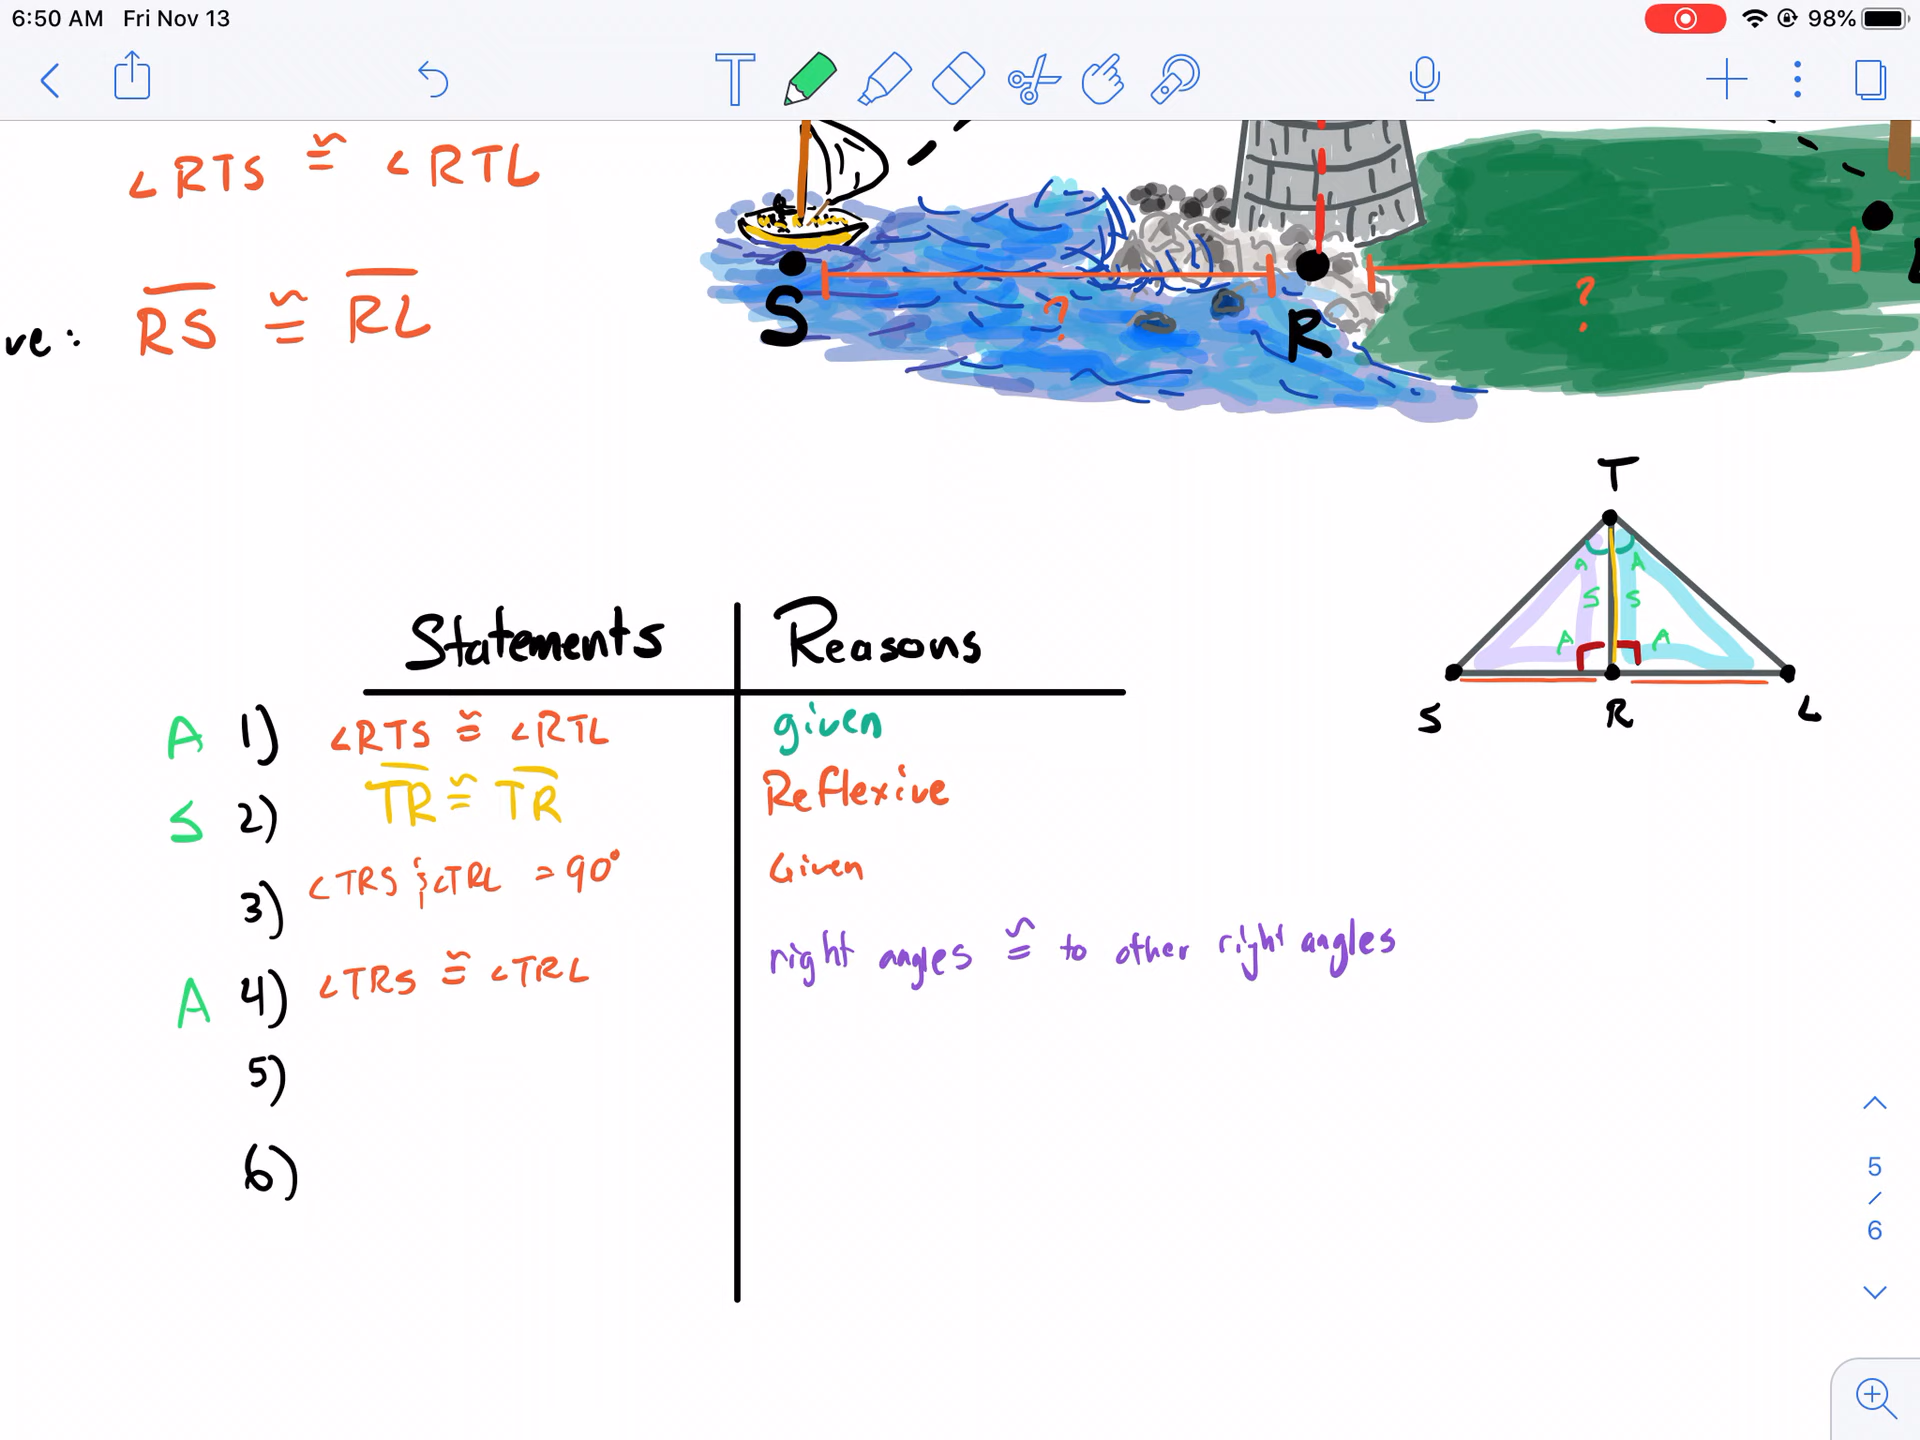 6:50 AM Fri Nov 13
98%
T
∠RTS ≅ ∠RTL
ve: RS ≅ RL
S
?
R
?
T
A A
S S
A A
S R L
Statements Reasons
A 1) ∠RTS ≅ ∠RTL given
S 2) TR ≅ TR Reflexive
3) ∠TRS & ∠TRL = 90° Given
A 4) ∠TRS ≅ ∠TRL right angles ≅ to other right angles
5)
6)
5
/
6